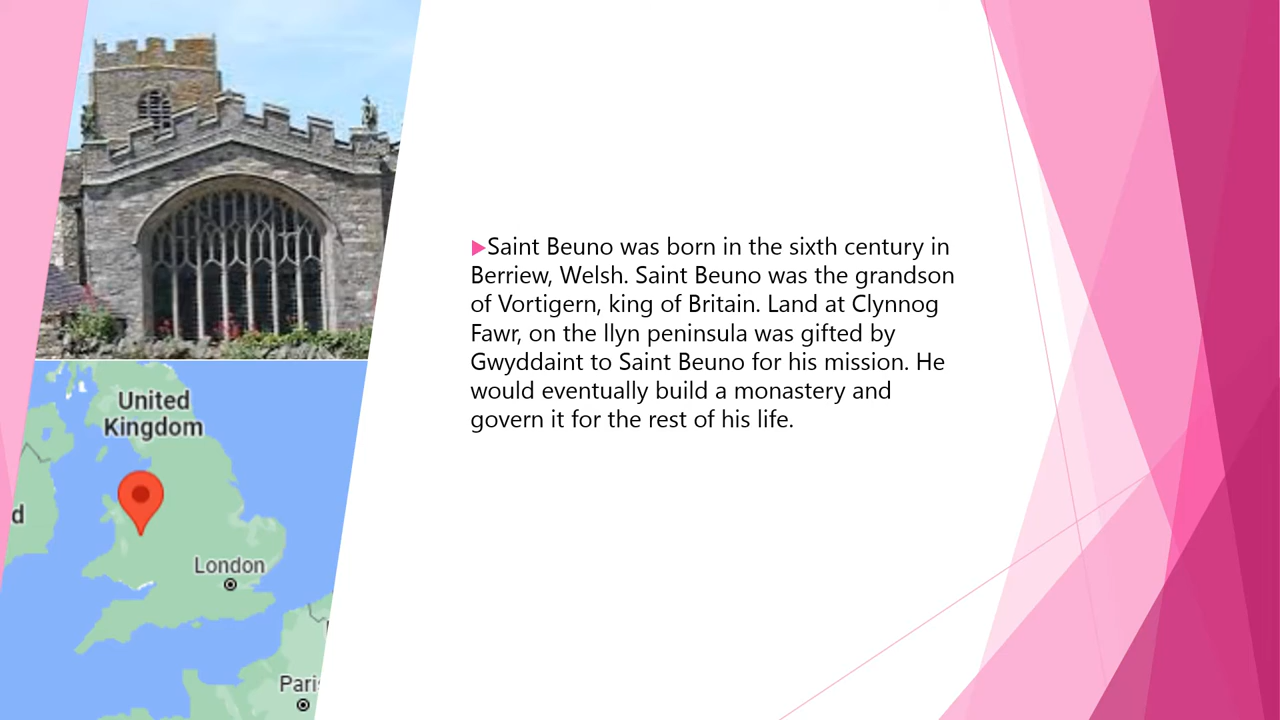 Saint Beuno was born in the sixth century in
Berriew, Welsh. Saint Beuno was the grandson
of Vortigern, king of Britain. Land at Clynnog
Fawr, on the llyn peninsula was gifted by
Gwyddaint to Saint Beuno for his mission. He
would eventually build a monastery and
govern it for the rest of his life.
United
Kingdom
d
London
Paris